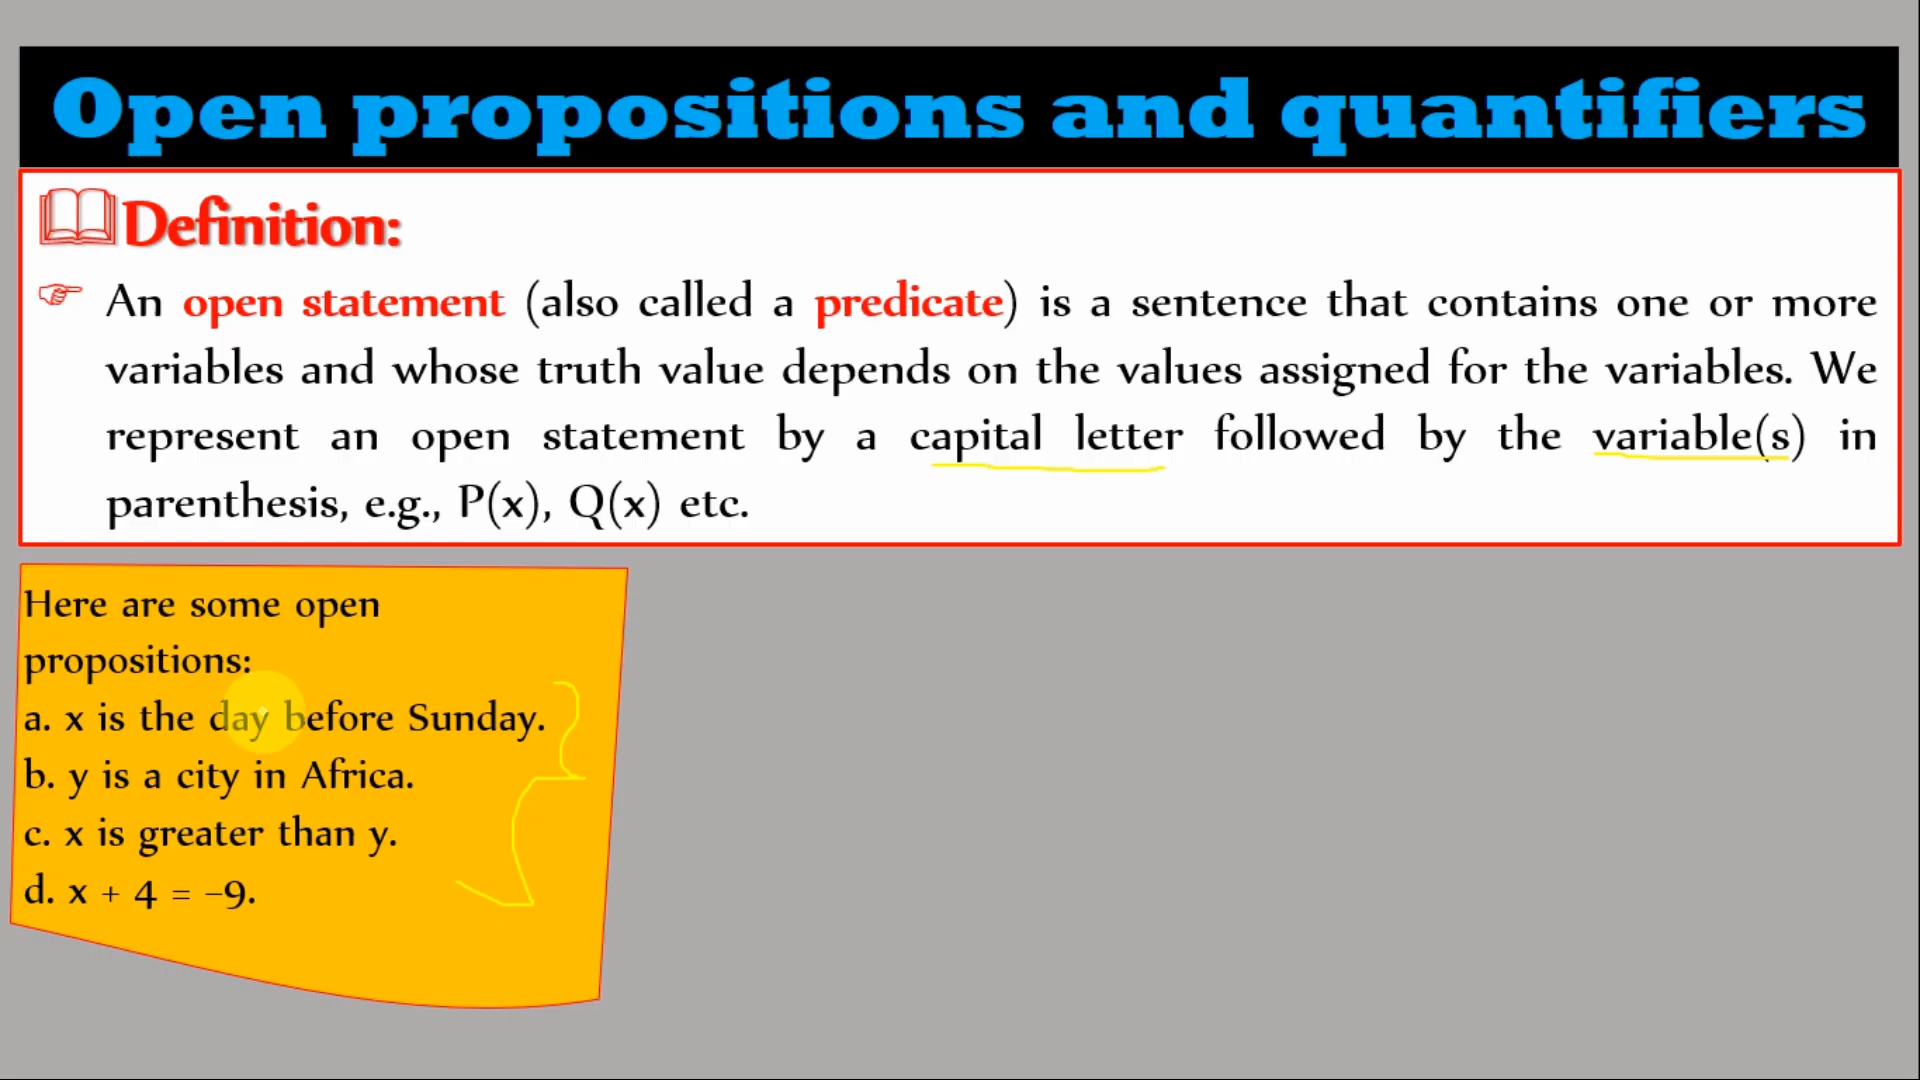 Open propositions and quantifiers
Definition:
An open statement (also called a predicate) is a sentence that contains one or more
variables and whose truth value depends on the values assigned for the variables. We
represent an open statement by a capital letter followed by the variable(s) in
parenthesis, e.g., P(x), Q(x) etc.
Here are some open
propositions:
a. x is the day before Sunday.
b. y is a city in Africa.
c. x is greater than y.
d. x + 4 = –9.